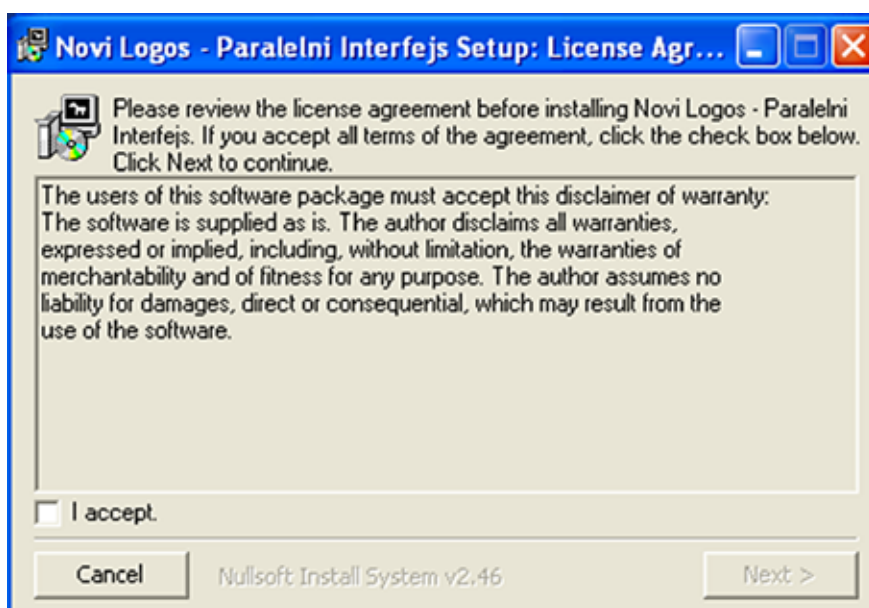 Novi Logos - Paralelni Interfejs Setup: License Agr...
Please review the license agreement before installing Novi Logos - Paralelni
Interfejs. If you accept all terms of the agreement, click the check box below.
Click Next to continue.
The users of this software package must accept this disclaimer of warranty:
The software is supplied as is. The author disclaims all warranties,
expressed or implied, including, without limitation, the warranties of
merchantability and of fitness for any purpose. The author assumes no
liability for damages, direct or consequential, which may result from the
use of the software.
I accept.
Cancel
Nullsoft Install System v2.46
Next >